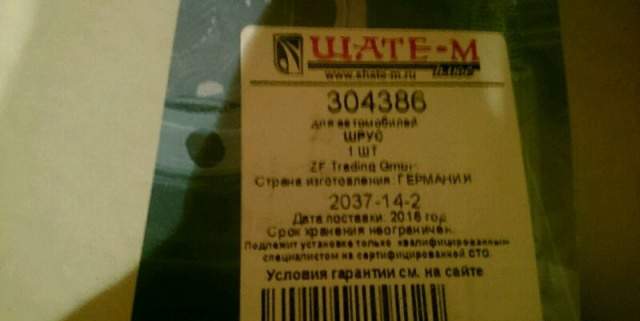 ШАТЕ-М
плюс
www.shate-m.ru
304386
для автомобилей
ШРУС
1 ШТ
ZF Trading GmbH
Страна изготовления: ГЕРМАНИЯ
2037-14-2
Дата поставки: 2016 год
Срок хранения неограничен.
Подлежит установке только квалифицированным
специалистом на сертифицированной СТО.
Условия гарантии см. на сайте